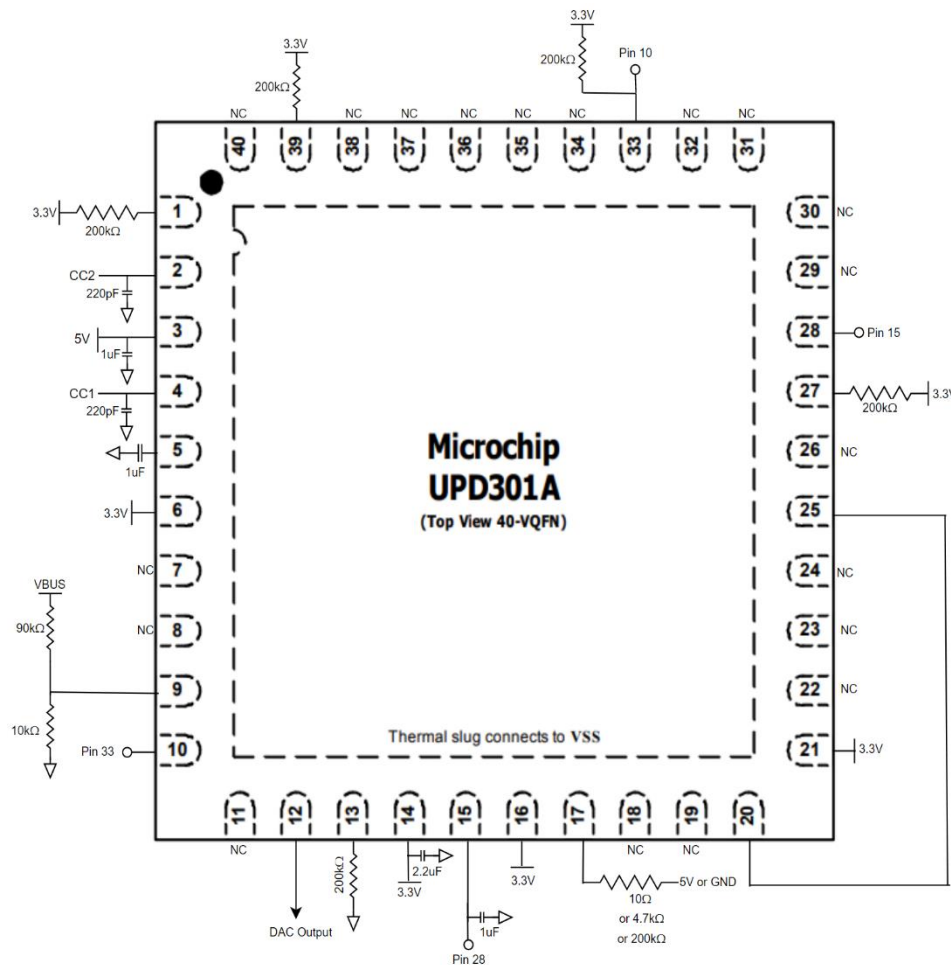 3.3V
200kΩ
3.3V
200kΩ
Pin 10
NC
NC
NC
NC
NC
NC
NC
NC
40
39
38
37
36
35
34
33
32
31
3.3V
200kΩ
1
CC2
220pF
2
5V
1uF
3
CC1
220pF
4
1uF
5
3.3V
6
NC
7
NC
8
VBUS
90kΩ
10kΩ
9
Pin 33
10
Microchip
UPD301A
(Top View 40-VQFN)
Thermal slug connects to VSS
30
NC
29
NC
28
Pin 15
27
200kΩ
3.3V
26
NC
25
24
NC
23
NC
22
NC
21
3.3V
11
12
13
14
15
16
17
18
19
20
NC
NC
NC
DAC Output
200kΩ
2.2uF
3.3V
1uF
Pin 28
3.3V
5V or GND
10Ω
or 4.7kΩ
or 200kΩ